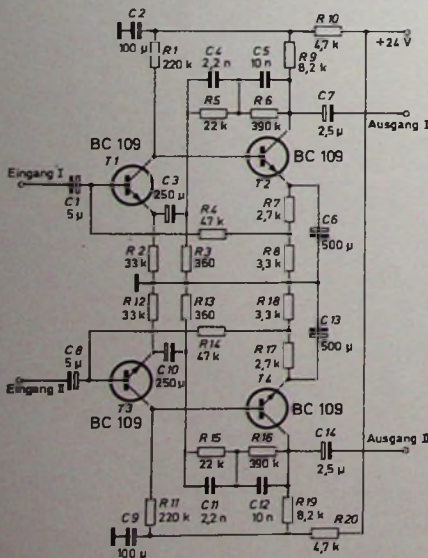 C2
100 µ
R1
220 k
C4
2,2 n
C5
10 n
R10
4,7 k
R9
8,2 k
+24 V
R5
22 k
R6
390 k
C7
2,5 µ
Ausgang I
BC 109
T1
BC 109
T2
Eingang I
C1
5 µ
C3
250 µ
R4
47 k
R7
2,7 k
C6
500 µ
R2
33 k
R3
360
R8
3,3 k
R12
33 k
R13
360
R18
3,3 k
R14
47 k
R17
2,7 k
C13
500 µ
C8
5 µ
C10
250 µ
Eingang II
T3
BC 109
T4
BC 109
R15
22 k
R16
390 k
C14
2,5 µ
Ausgang II
C11
2,2 n
C12
10 n
R11
220 k
R19
8,2 k
R20
4,7 k
C9
100 µ